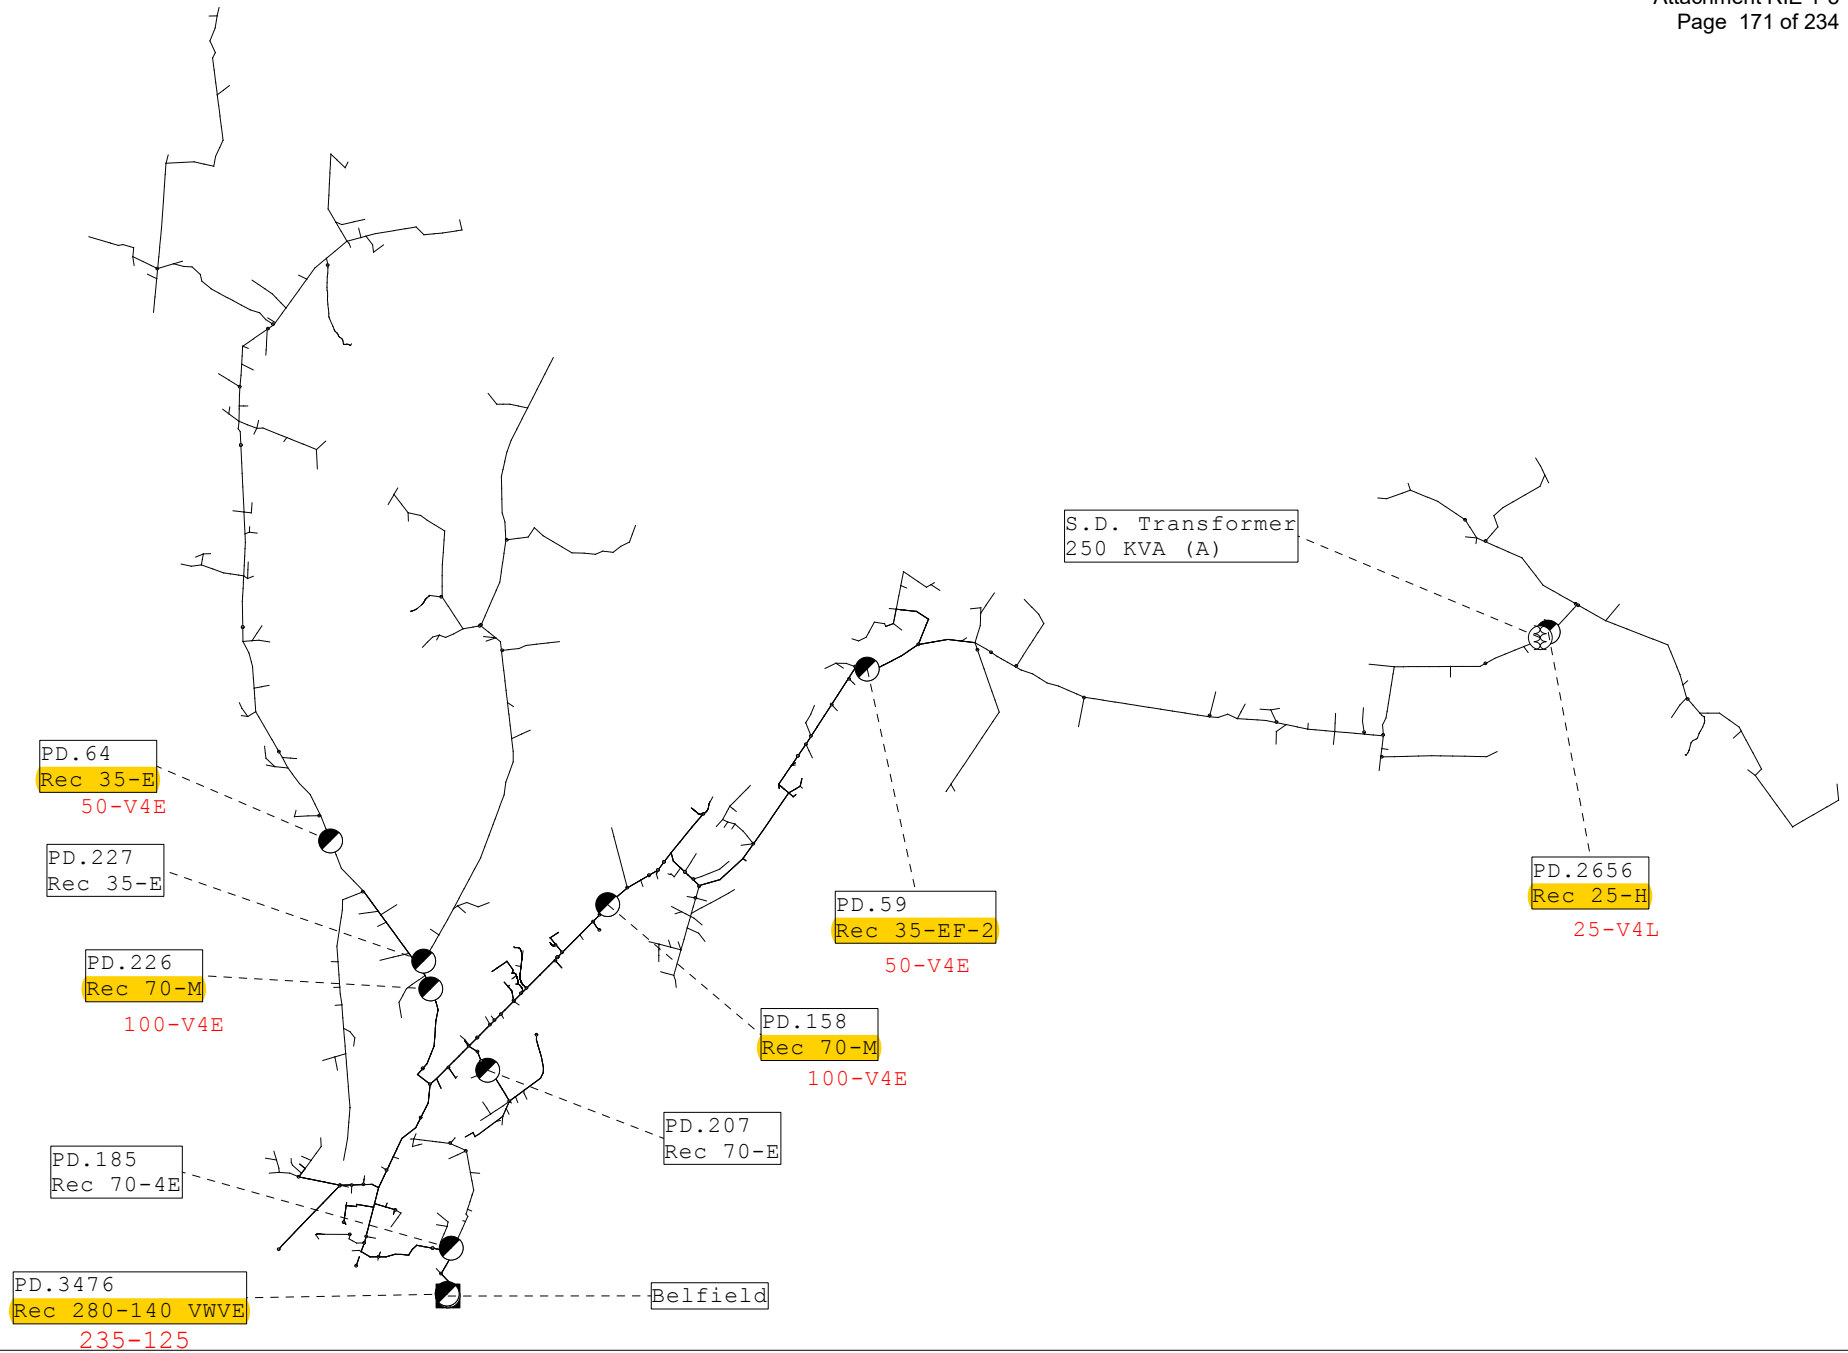 Page 171 of 234
S.D. Transformer
250 KVA (A)
PD.64
Rec 35-E
50-V4E
PD.227
Rec 35-E
PD.226
Rec 70-M
100-V4E
PD.59
Rec 35-EF-2
50-V4E
PD.2656
Rec 25-H
25-V4L
PD.158
Rec 70-M
100-V4E
PD.207
Rec 70-E
PD.185
Rec 70-4E
PD.3476
Rec 280-140 VWVE
235-125
Belfield